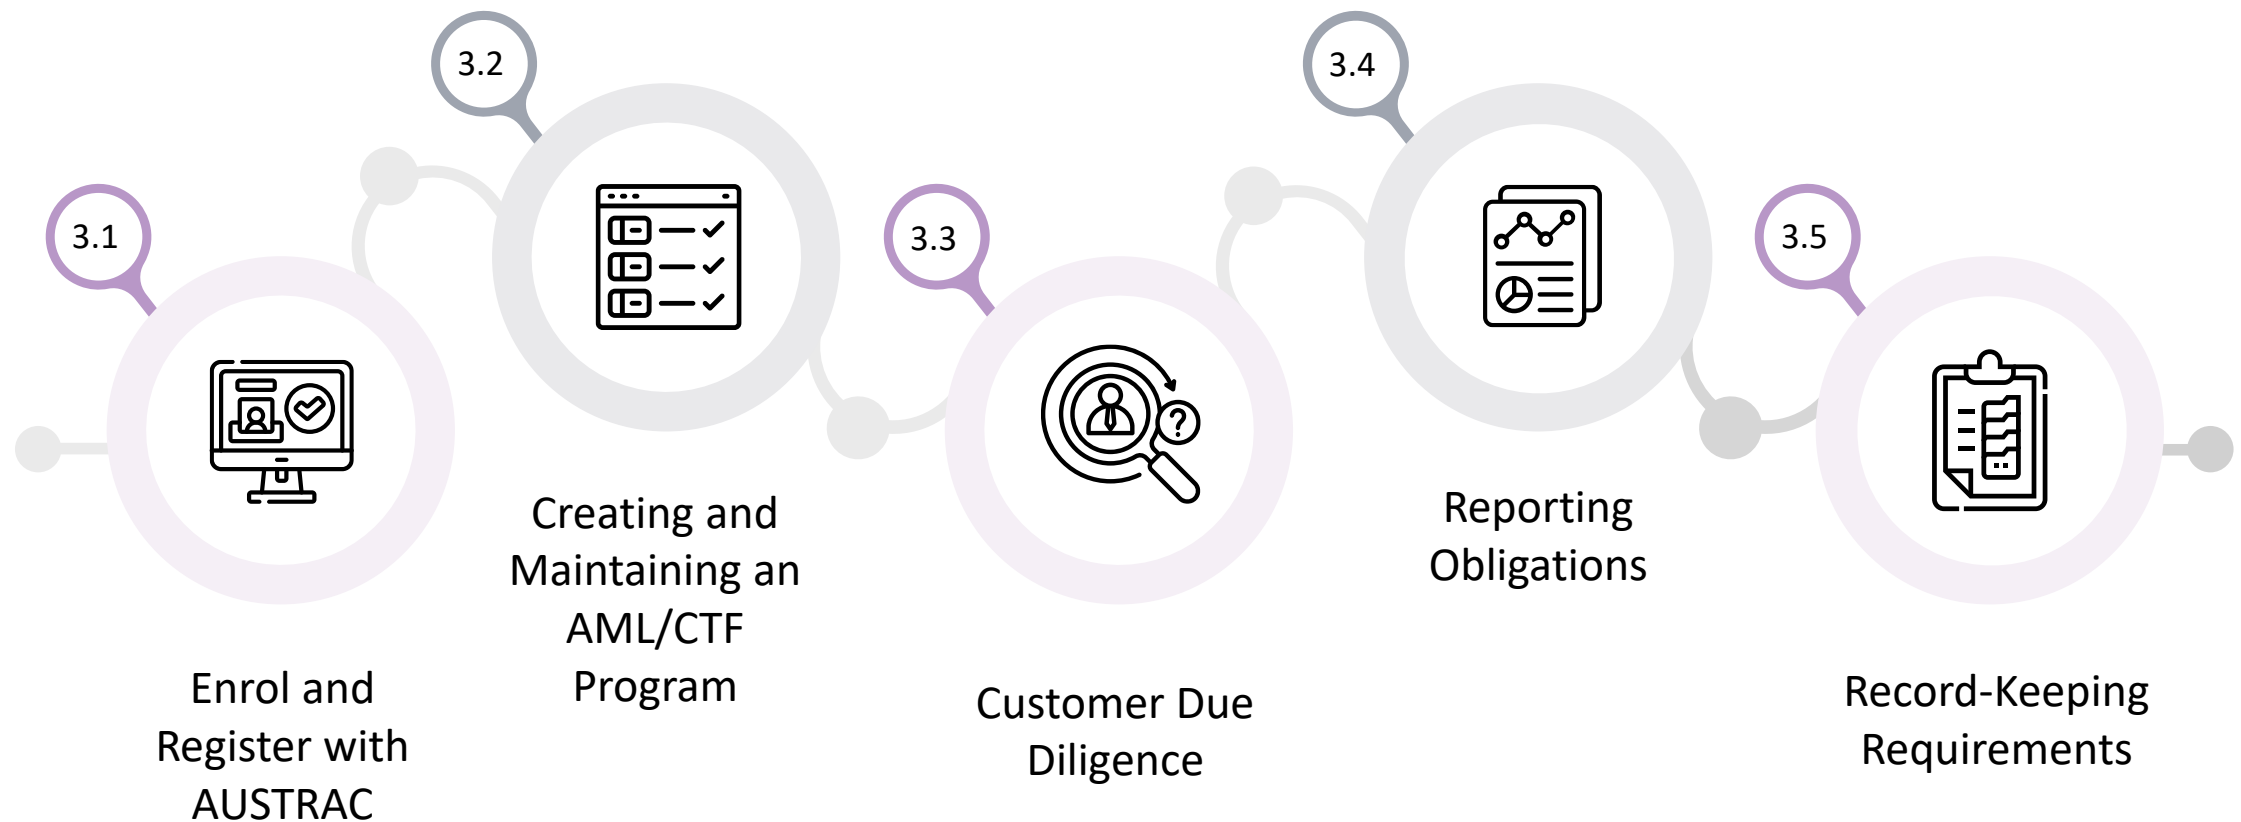 3.1
Enrol and
Register with
AUSTRAC
3.2
Creating and
Maintaining an
AML/CTF
Program
3.3
Customer Due
Diligence
3.4
Reporting
Obligations
3.5
Record-Keeping
Requirements